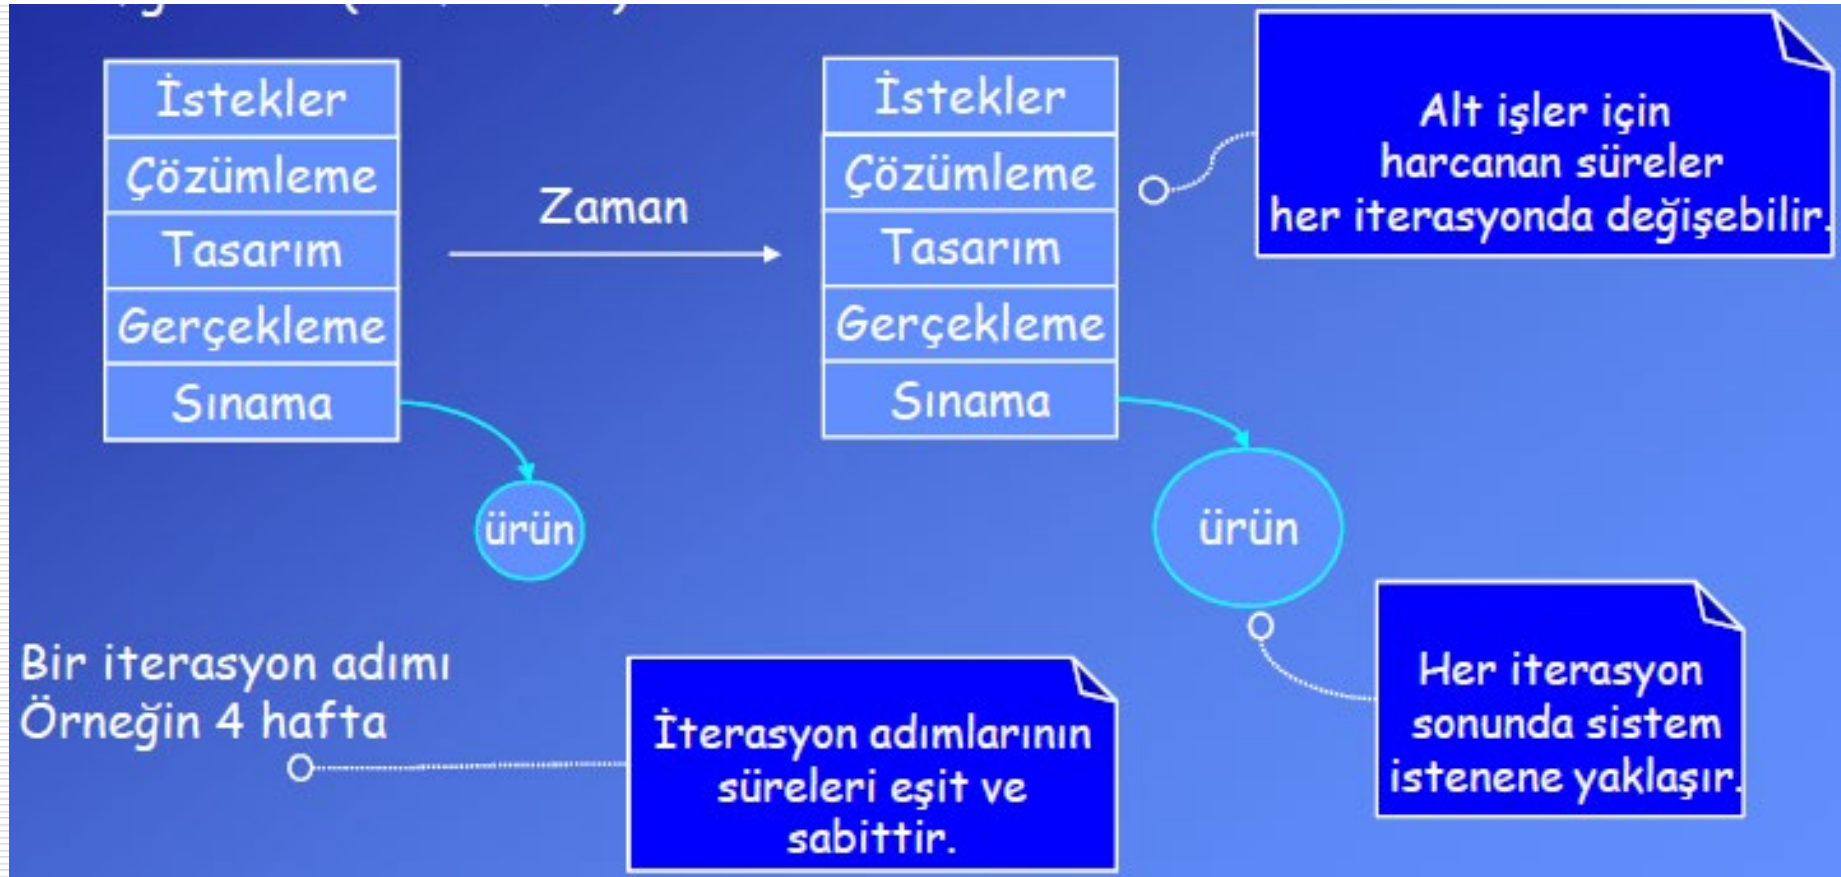 İstekler
Çözümleme
Tasarım
Gerçekleme
Sınama
ürün
Zaman
İstekler
Çözümleme
Tasarım
Gerçekleme
Sınama
ürün
Alt işler için
harcanan süreler
her iterasyonda değişebilir.
Bir iterasyon adımı
Örneğin 4 hafta
İterasyon adımlarının
süreleri eşit ve
sabittir.
Her iterasyon
sonunda sistem
istenene yaklaşır.